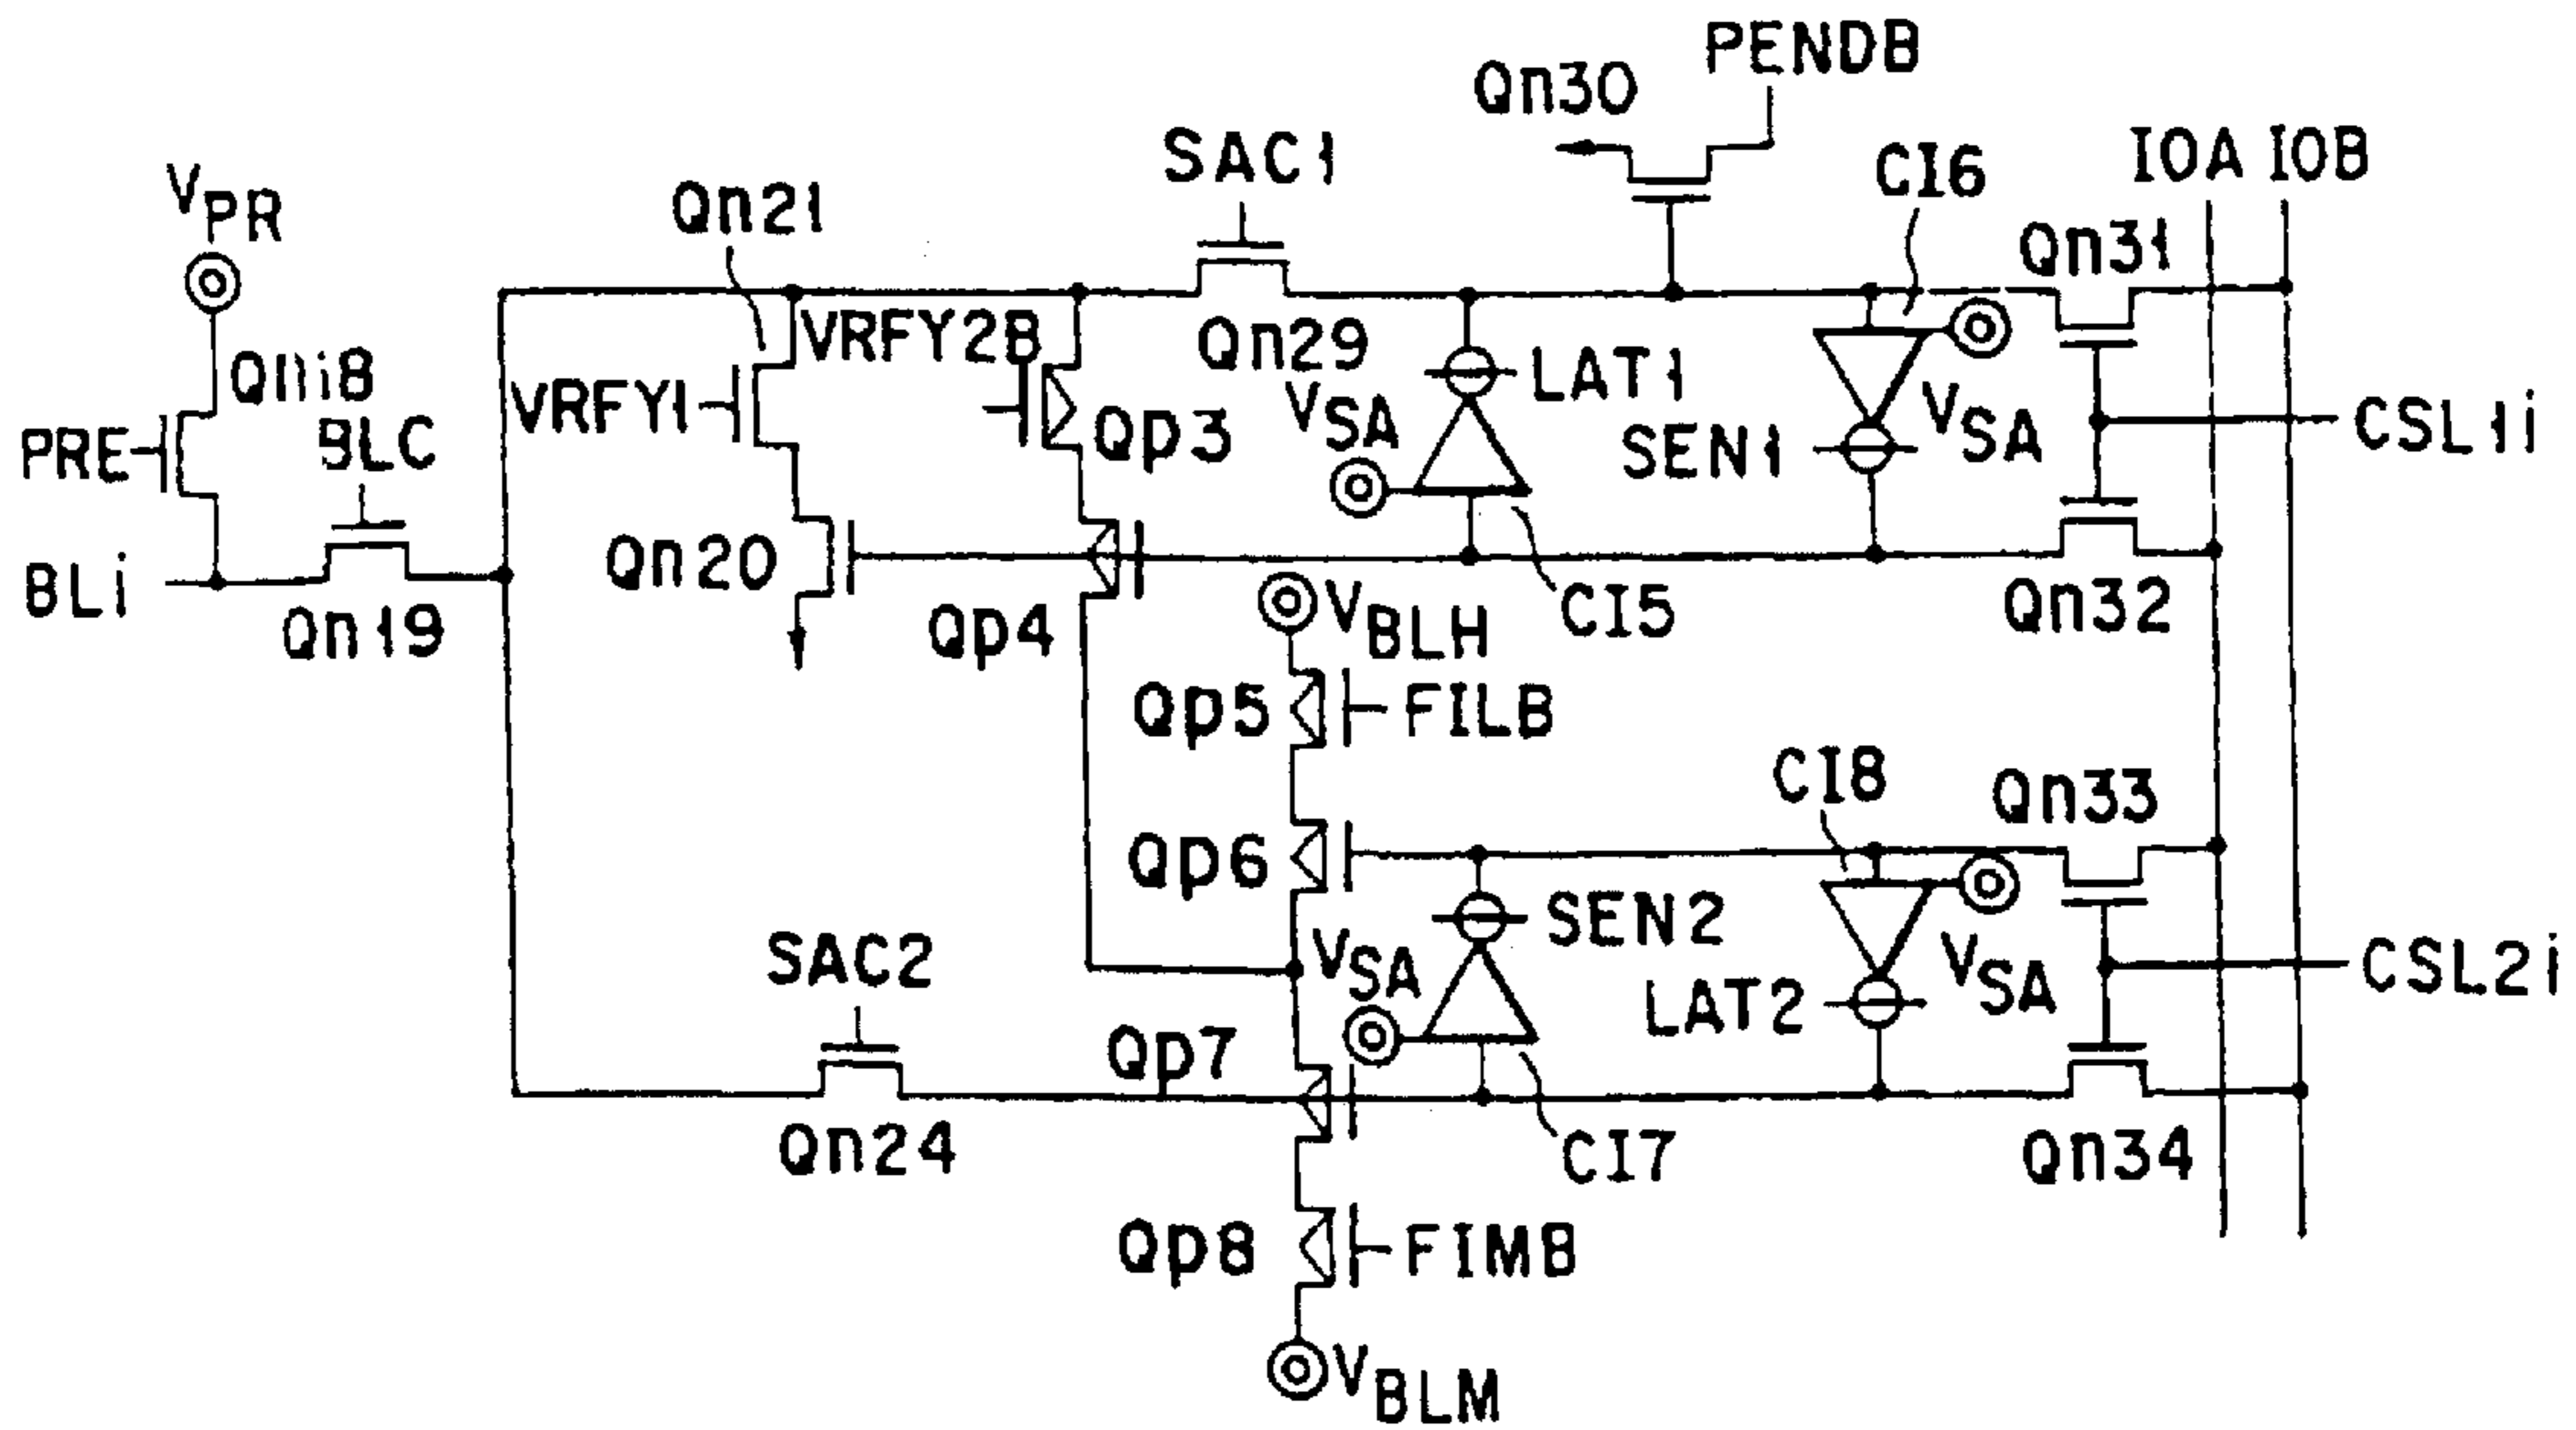 PENDB
Qn30
SAC1
CI6
IOA IOB
VPR
Qn21
Qn31
VRFY2B
Qn29
LAT1
Qn18
VRFY1
Qp3
VSA
VSA
CSL1i
BLC
PRE
SEN1
BLi
Qn20
Qn19
Qp4
VBLH
CI5
Qn32
Qp5
FILB
CI8
Qn33
Qp6
SEN2
SAC2
VSA
LAT2
VSA
CSL2i
Qp7
Qn24
CI7
Qn34
Qp8
FIMB
VBLM